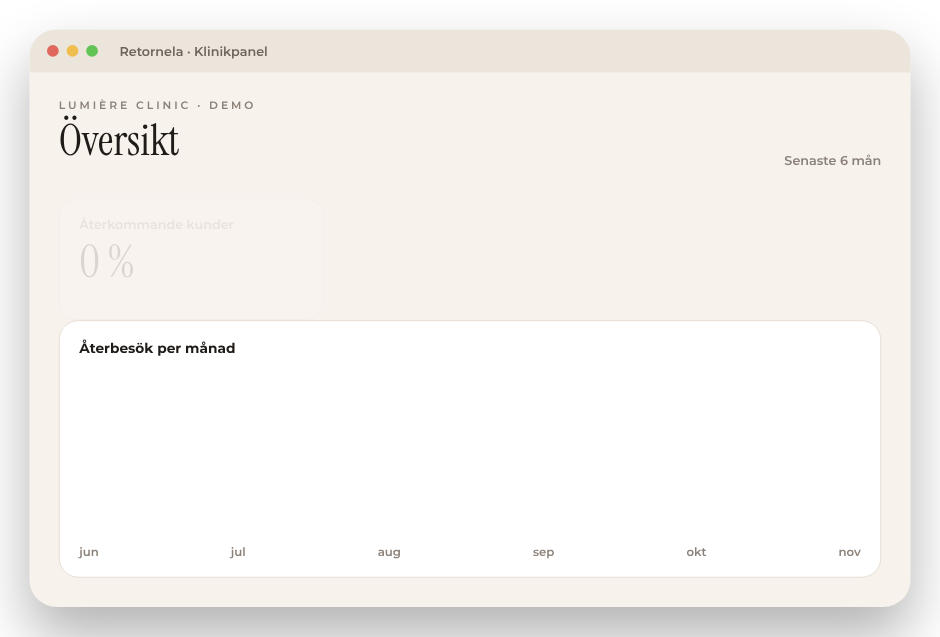 Retornela · Klinikpanel
LUMIÈRE CLINIC · DEMO
Översikt
Senaste 6 mån
Återkommande kunder
0 %
Återbesök per månad
jun jul aug sep okt nov